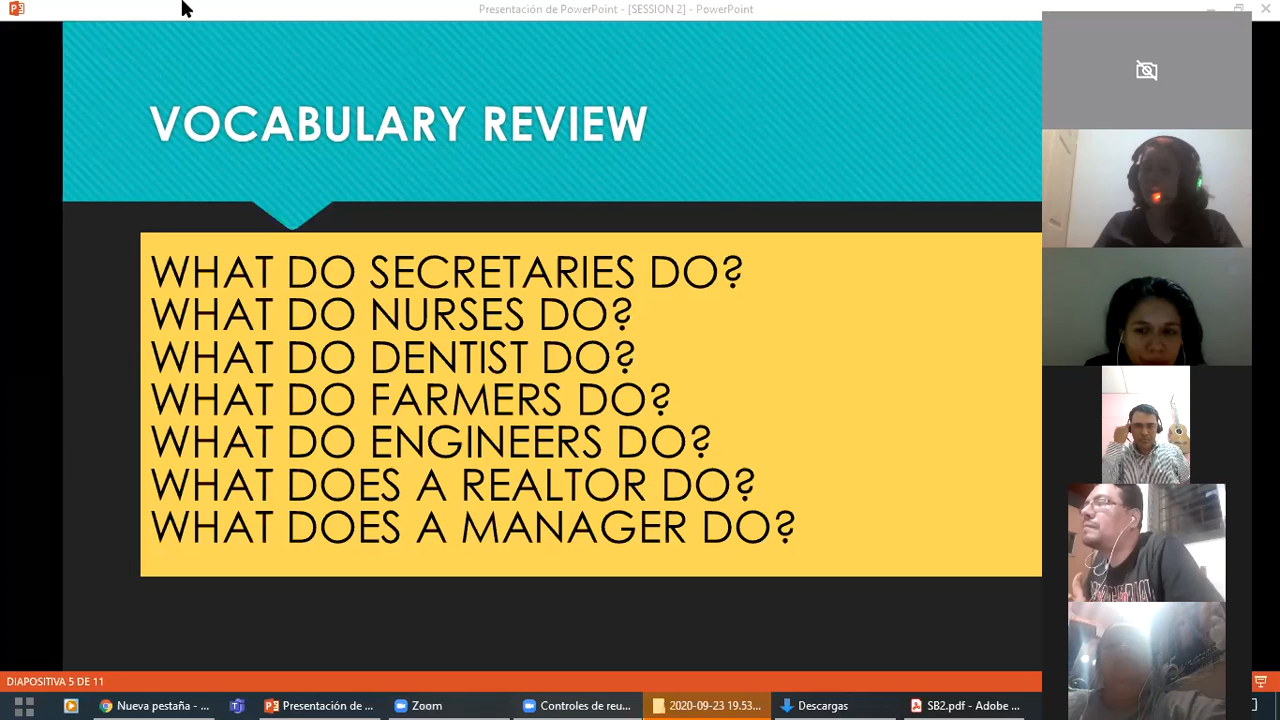 Presentación de PowerPoint - [SESSION 2] - PowerPoint
VOCABULARY REVIEW
WHAT DO SECRETARIES DO?
WHAT DO NURSES DO?
WHAT DO DENTIST DO?
WHAT DO FARMERS DO?
WHAT DO ENGINEERS DO?
WHAT DOES A REALTOR DO?
WHAT DOES A MANAGER DO?
DIAPOSITIVA 5 DE 11
Nueva pestaña - ...
Presentación de ...
Zoom
Controles de reu...
2020-09-23 19.53...
Descargas
SB2.pdf - Adobe ...